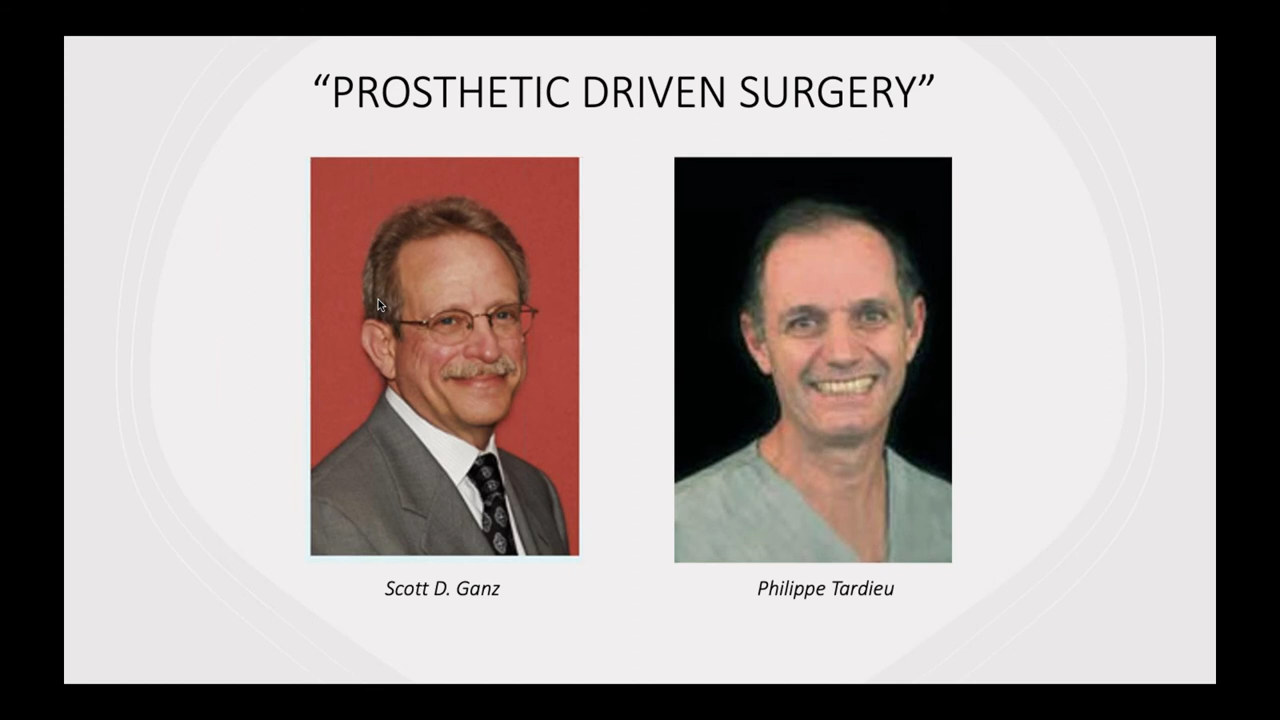 “PROSTHETIC DRIVEN SURGERY”
Scott D. Ganz
Philippe Tardieu